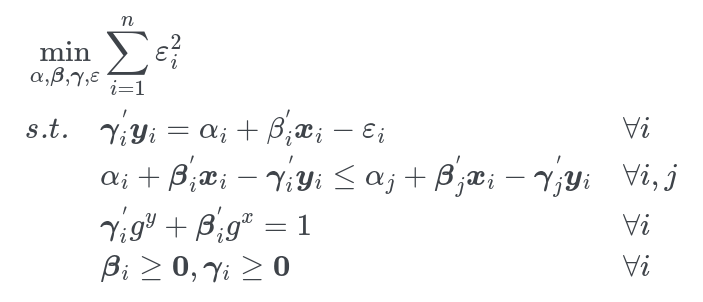 min_{α,β,γ,ε} ∑_{i=1}^{n} ε_i^2
s.t. γ_i^′ y_i = α_i + β_i^′ x_i − ε_i ∀i
α_i + β_i^′ x_i − γ_i^′ y_i ≤ α_j + β_j^′ x_i − γ_j^′ y_i ∀i, j
γ_i^′ g^y + β_i^′ g^x = 1 ∀i
β_i ≥ 0, γ_i ≥ 0 ∀i